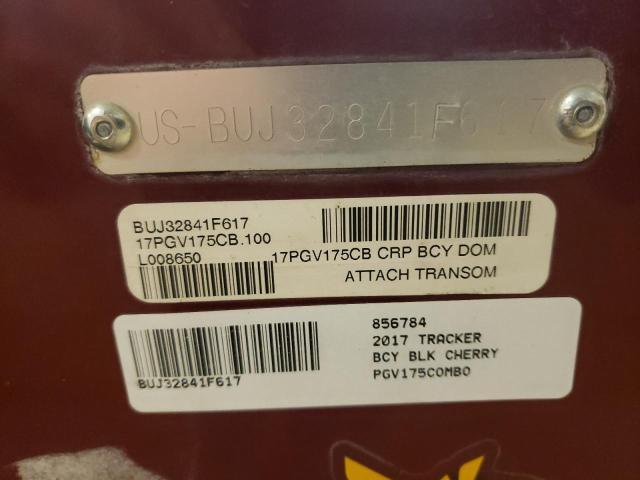 US-BUJ32841F617
BUJ32841F617
17PGV175CB.100
L008650
17PGV175CB CRP BCY DOM
ATTACH TRANSOM
856784
2017 TRACKER
BCY BLK CHERRY
PGV175COMBO
BUJ32841F617